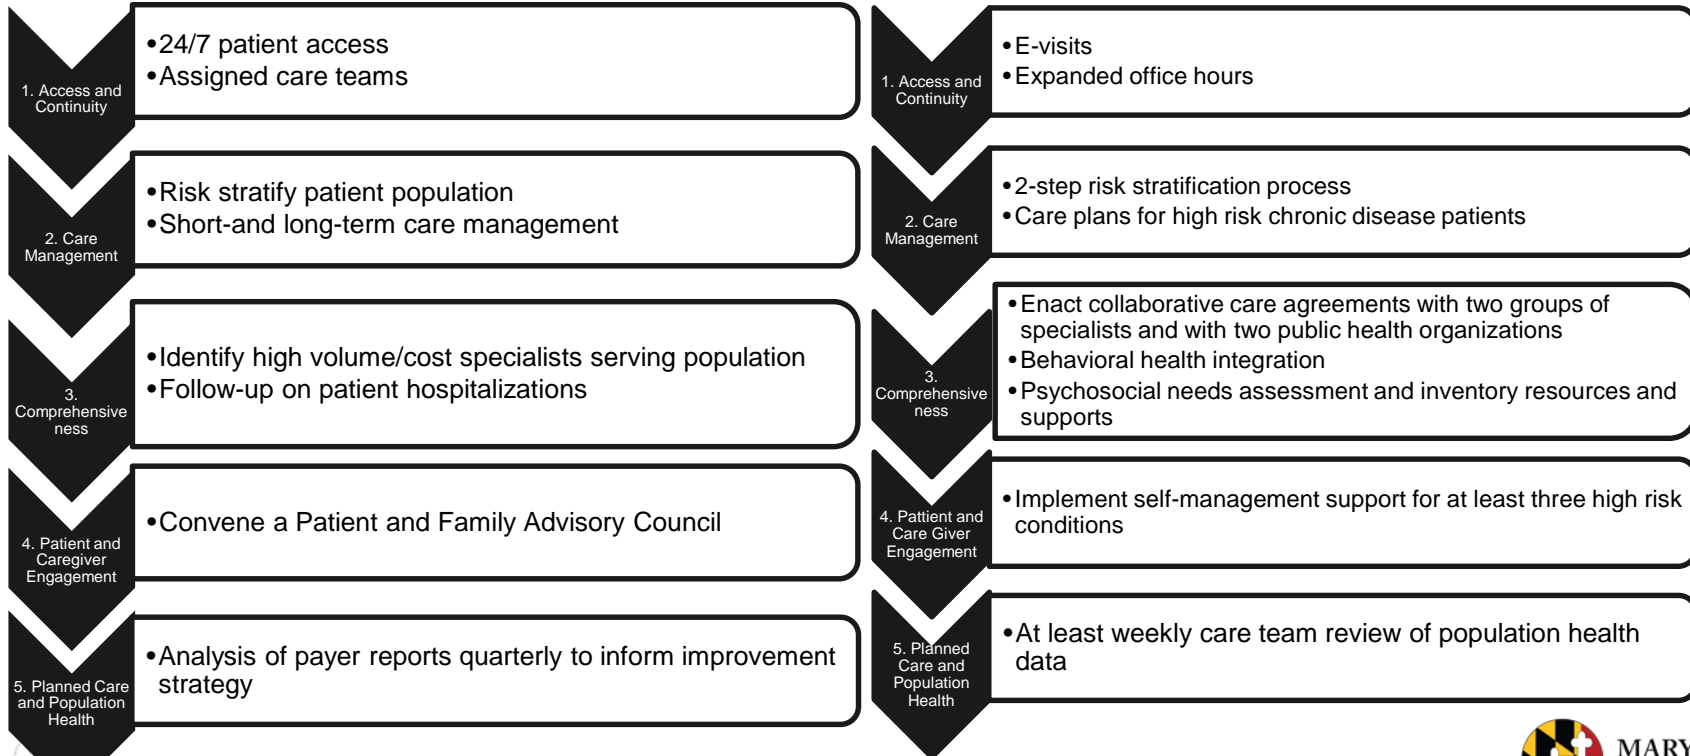 1. Access and
Continuity
•24/7 patient access
•Assigned care teams
2. Care
Management
•Risk stratify patient population
•Short-and long-term care management
3.
Comprehensive
ness
•Identify high volume/cost specialists serving population
•Follow-up on patient hospitalizations
4. Patient and
Caregiver
Engagement
•Convene a Patient and Family Advisory Council
5. Planned Care
and Population
Health
•Analysis of payer reports quarterly to inform improvement
strategy
1. Access and
Continuity
•E-visits
•Expanded office hours
2. Care
Management
•2-step risk stratification process
•Care plans for high risk chronic disease patients
3.
Comprehensive
ness
•Enact collaborative care agreements with two groups of
specialists and with two public health organizations
•Behavioral health integration
•Psychosocial needs assessment and inventory resources and
supports
4. Pattient and
Care Giver
Engagement
•Implement self-management support for at least three high risk
conditions
5. Planned
Care and
Population
Health
•At least weekly care team review of population health
data
MARY